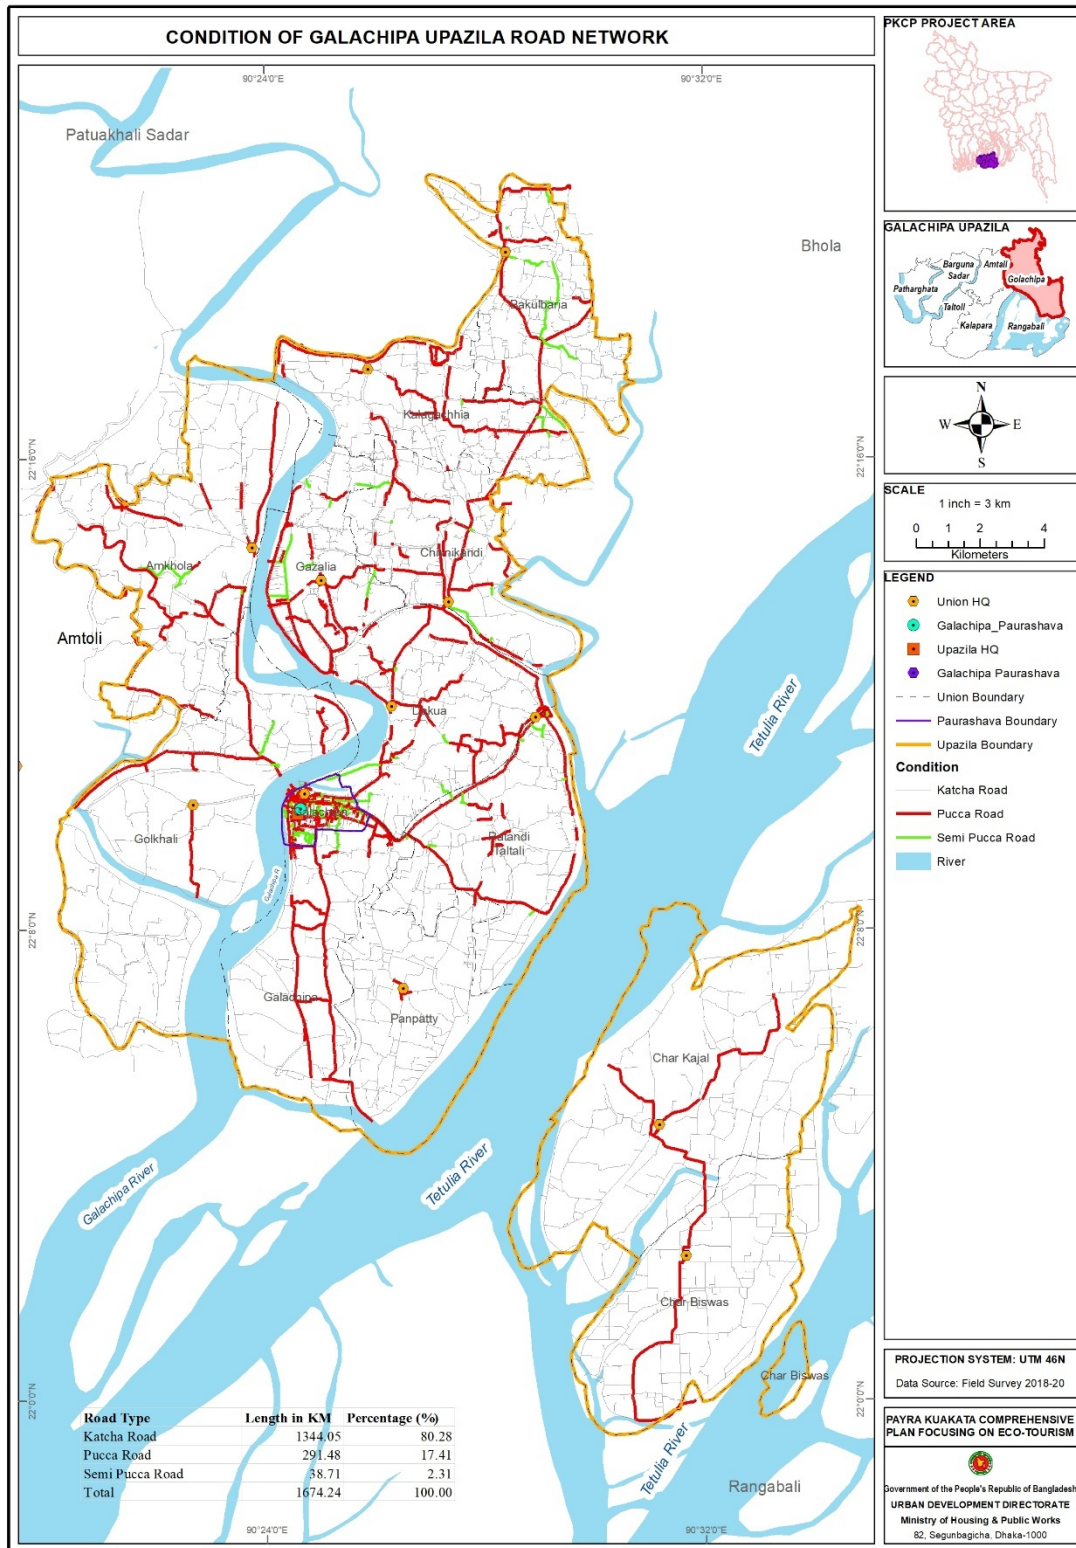 CONDITION OF GALACHIPA UPAZILA ROAD NETWORK
90°24'0"E
90°32'0"E
Patuakhali Sadar
Bhola
Bakulbaria
Kalagachhia
22°16'0"N
22°16'0"N
Chiknikandi
Amkhola
Gazalia
Amtoli
Dakua
Tetulia River
Galachipa
Golkhali
Ratandi
Taltali
Galachipa R
22°8'0"N
22°8'0"N
Galachipa
Panpatty
Char Kajal
Galachipa River
Tetulia River
Char Biswas
Char Biswas
22°0'0"N
22°0'0"N
Tetulia River
Rangabali
Road Type Length in KM Percentage (%)
Katcha Road 1344.05 80.28
Pucca Road 291.48 17.41
Semi Pucca Road 38.71 2.31
Total 1674.24 100.00
90°24'0"E
90°32'0"E
PKCP PROJECT AREA
GALACHIPA UPAZILA
Barguna
Sadar
Amtali
Golachipa
Patharghata
Taltoli
Kalapara
Rangabali
N
W
E
S
SCALE
1 inch = 3 km
0 1 2 4
Kilometers
LEGEND
Union HQ
Galachipa_Paurashava
Upazila HQ
Galachipa Paurashava
Union Boundary
Paurashava Boundary
Upazila Boundary
Condition
Katcha Road
Pucca Road
Semi Pucca Road
River
PROJECTION SYSTEM: UTM 46N
Data Source: Field Survey 2018-20
PAYRA KUAKATA COMPREHENSIVE
PLAN FOCUSING ON ECO-TOURISM
Government of the People's Republic of Bangladesh
URBAN DEVELOPMENT DIRECTORATE
Ministry of Housing & Public Works
82, Segunbagicha, Dhaka-1000